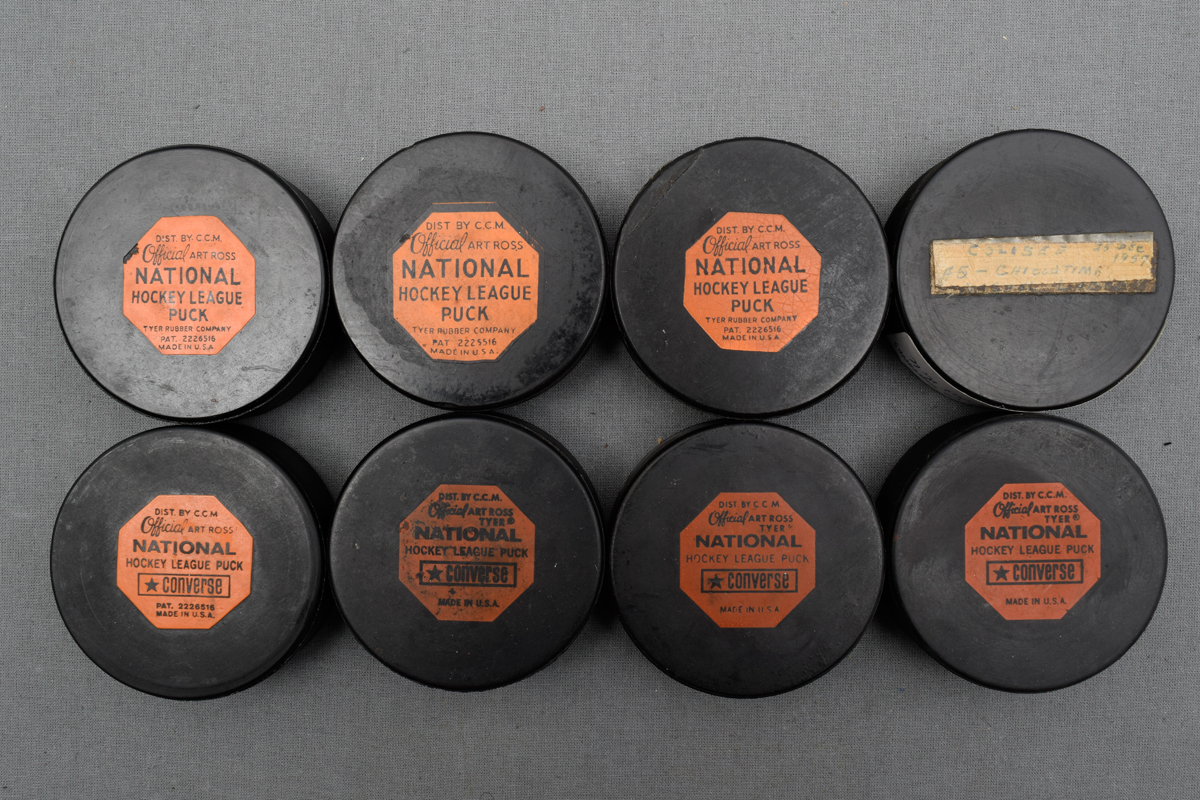 DIST. BY C.C.M.
Official ART ROSS
NATIONAL
HOCKEY LEAGUE
PUCK
TYER RUBBER COMPANY
PAT. 2226516
MADE IN U.S.A.
DIST. BY C.C.M.
Official ART ROSS
NATIONAL
HOCKEY LEAGUE
PUCK
TYER RUBBER COMPANY
PAT 2226516
MADE IN U.S.A.
DIST. BY C.C.M.
Official ART ROSS
NATIONAL
HOCKEY LEAGUE
PUCK
TYER RUBBER COMPANY
PAT. 2226516
MADE IN U.S.A.
COLISEE
DIST. BY C.C.M
Official ART ROSS
NATIONAL
HOCKEY LEAGUE PUCK
★ CONVERSE
PAT. 2226516
MADE IN U.S.A.
DIST. BY C.C.M.
Official ART ROSS
TYER®
NATIONAL
HOCKEY LEAGUE PUCK
★ CONVERSE
MADE IN U.S.A.
DIST. BY C.C.M.
Official ART ROSS
TYER
NATIONAL
HOCKEY LEAGUE PUCK
★ CONVERSE
MADE IN U.S.A.
DIST. BY C.C.M.
Official ART ROSS
TYER®
NATIONAL
HOCKEY LEAGUE PUCK
★ CONVERSE
MADE IN U.S.A.